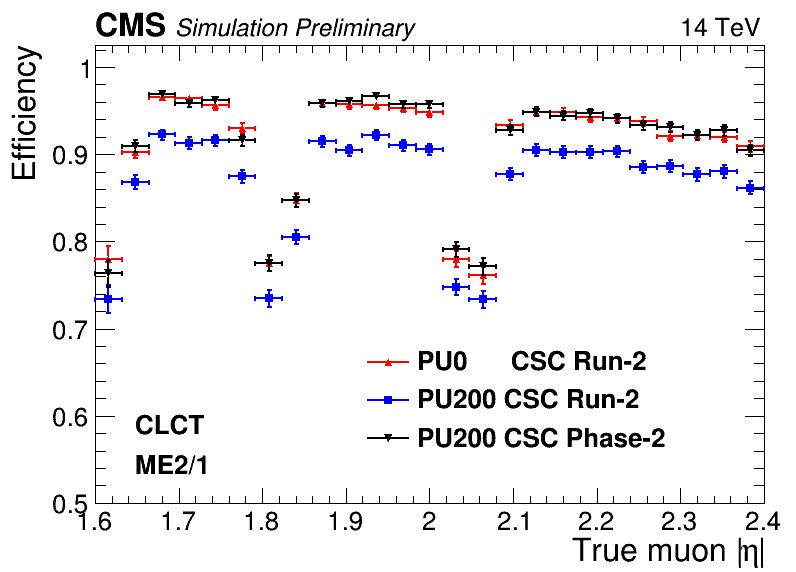 CMS Simulation Preliminary 14 TeV
Efficiency
1
0.9
0.8
0.7
0.6
0.5
PU0 CSC Run-2
PU200 CSC Run-2
PU200 CSC Phase-2
CLCT
ME2/1
1.6 1.7 1.8 1.9 2 2.1 2.2 2.3 2.4
True muon |η|